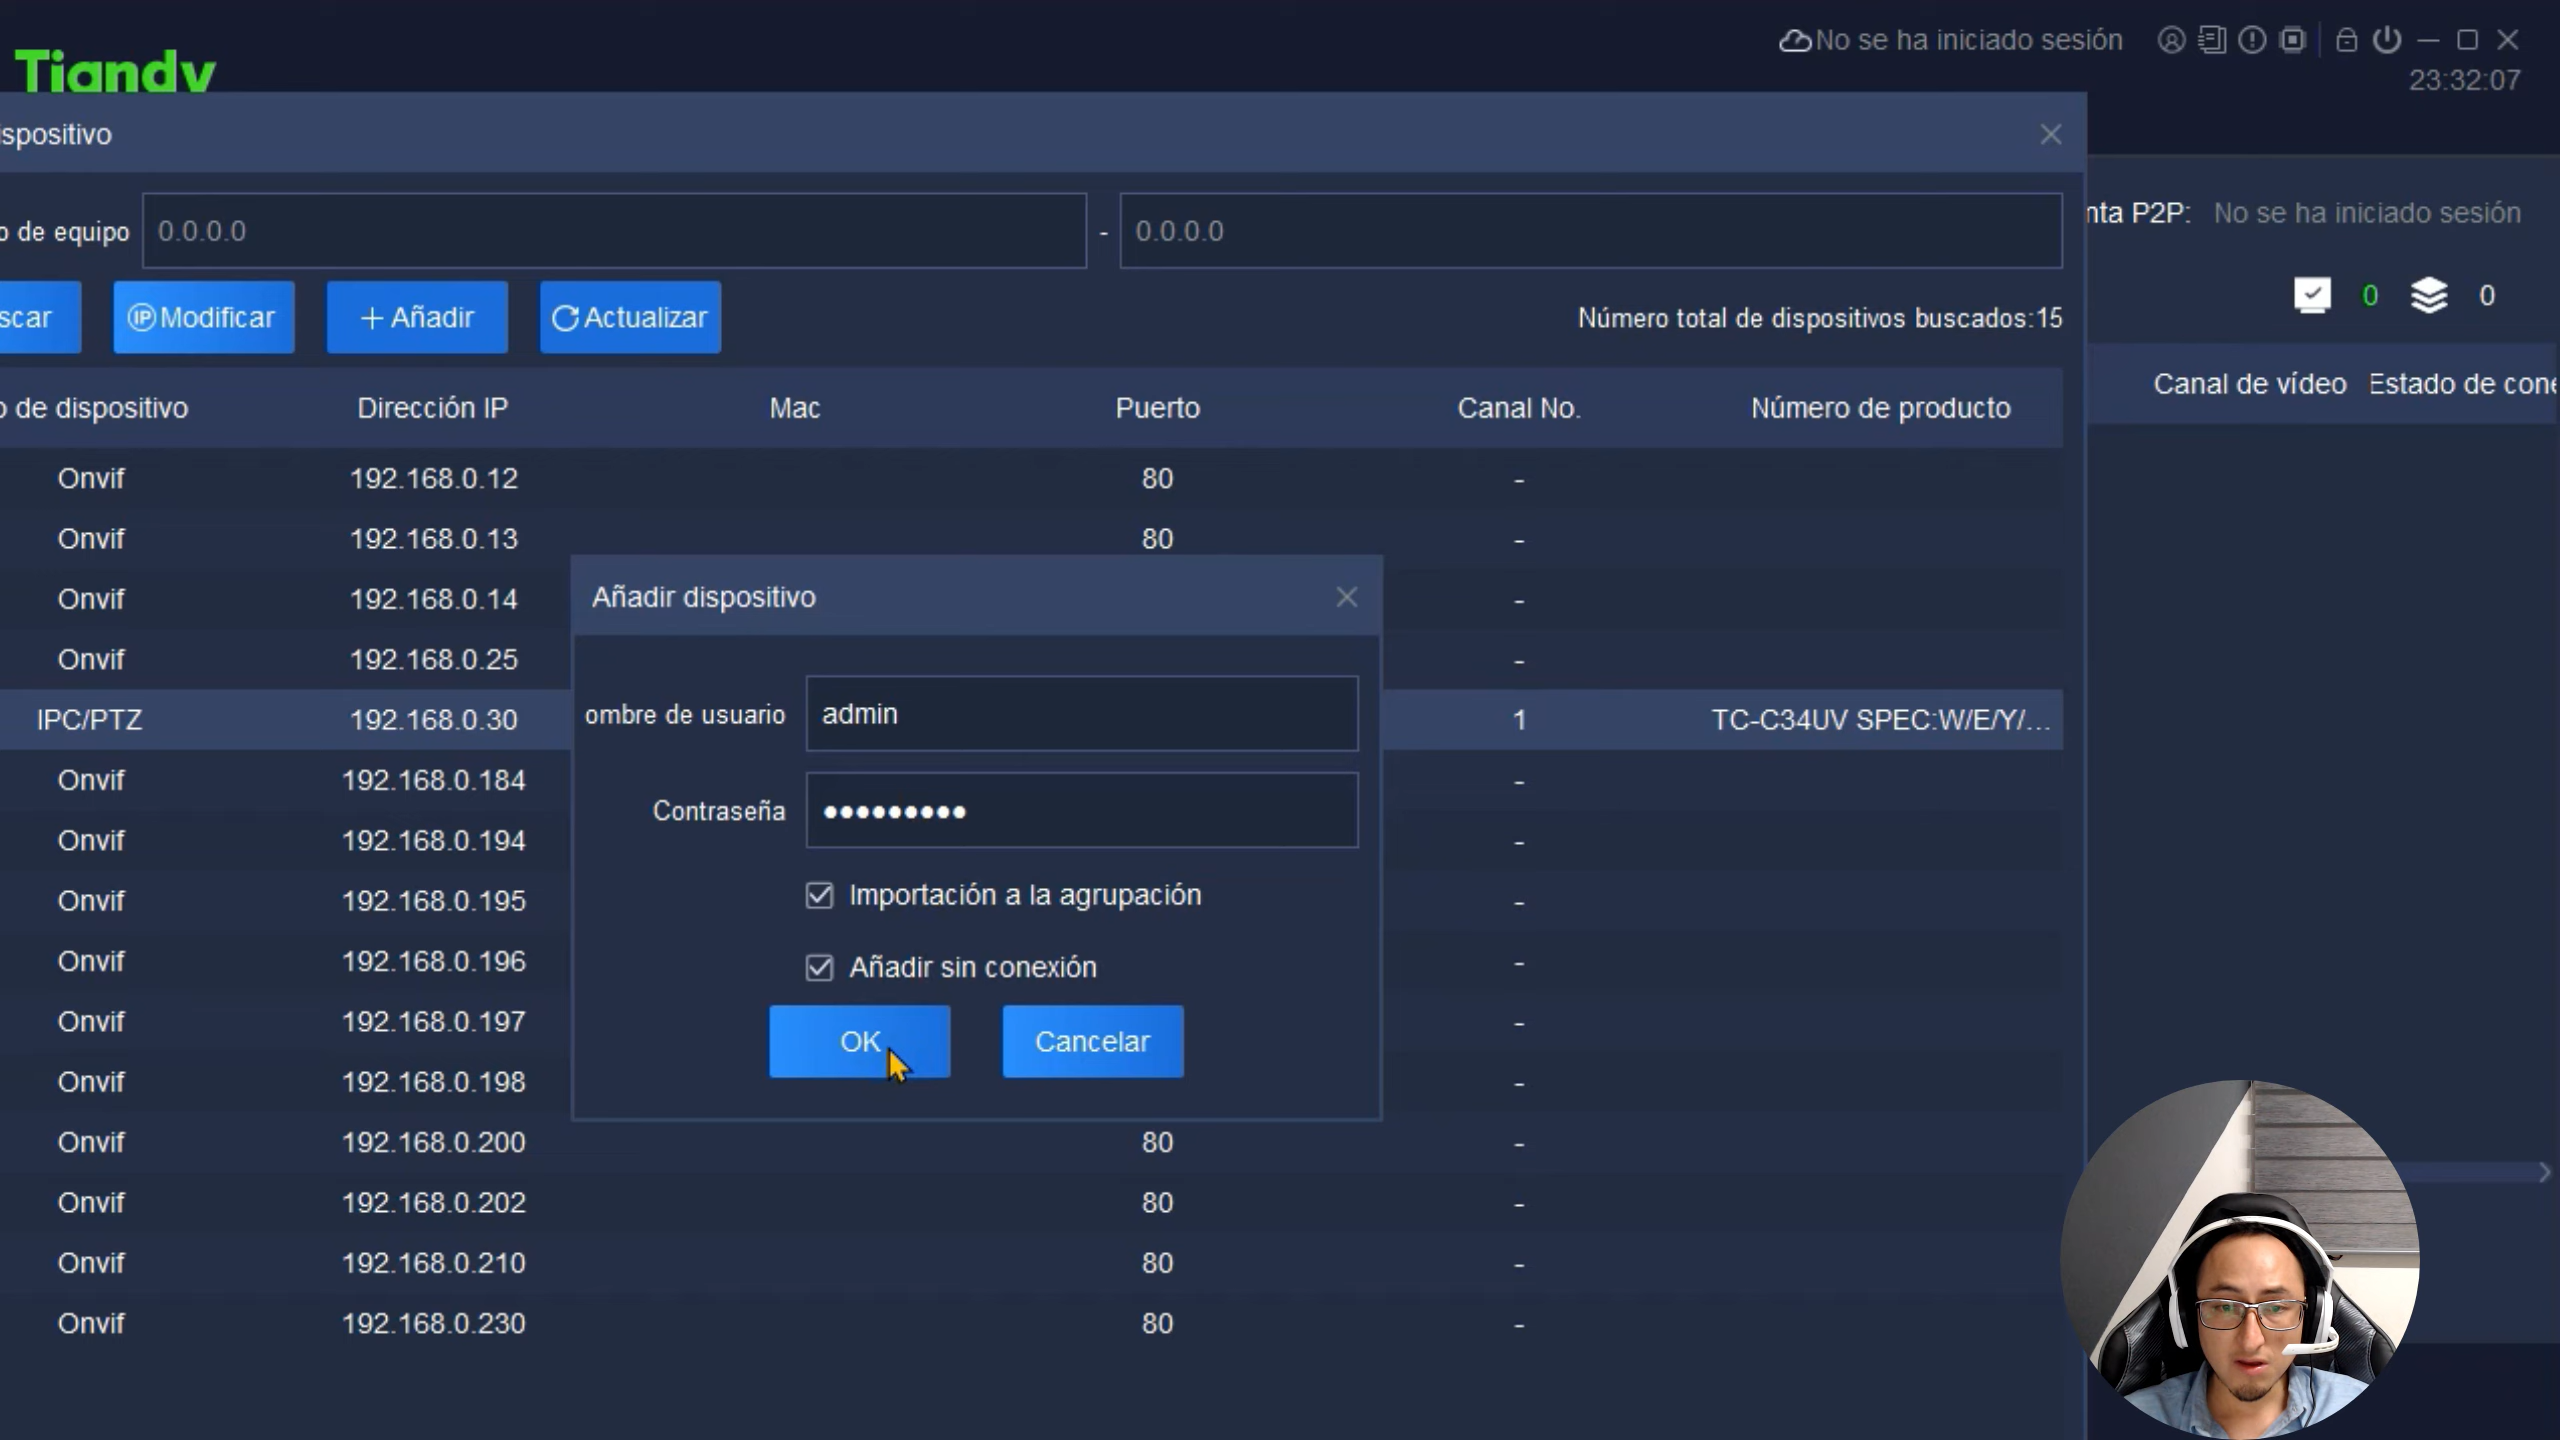 No se ha iniciado sesión
23:32:07
Tiandy
ispositivo
o de equipo 0.0.0.0 - 0.0.0.0
nta P2P: No se ha iniciado sesión
scar IP Modificar + Añadir Actualizar Número total de dispositivos buscados:15
0 0
o de dispositivo Dirección IP Mac Puerto Canal No. Número de producto
Canal de vídeo Estado de cone
Onvif 192.168.0.12 80 -
Onvif 192.168.0.13 80 -
Onvif 192.168.0.14 -
Onvif 192.168.0.25 -
IPC/PTZ 192.168.0.30 1 TC-C34UV SPEC:W/E/Y/...
Onvif 192.168.0.184 -
Onvif 192.168.0.194 -
Onvif 192.168.0.195 -
Onvif 192.168.0.196 -
Onvif 192.168.0.197 -
Onvif 192.168.0.198 -
Onvif 192.168.0.200 80 -
Onvif 192.168.0.202 80 -
Onvif 192.168.0.210 80 -
Onvif 192.168.0.230 80 -
Añadir dispositivo
ombre de usuario admin
Contraseña •••••••••
Importación a la agrupación
Añadir sin conexión
OK Cancelar